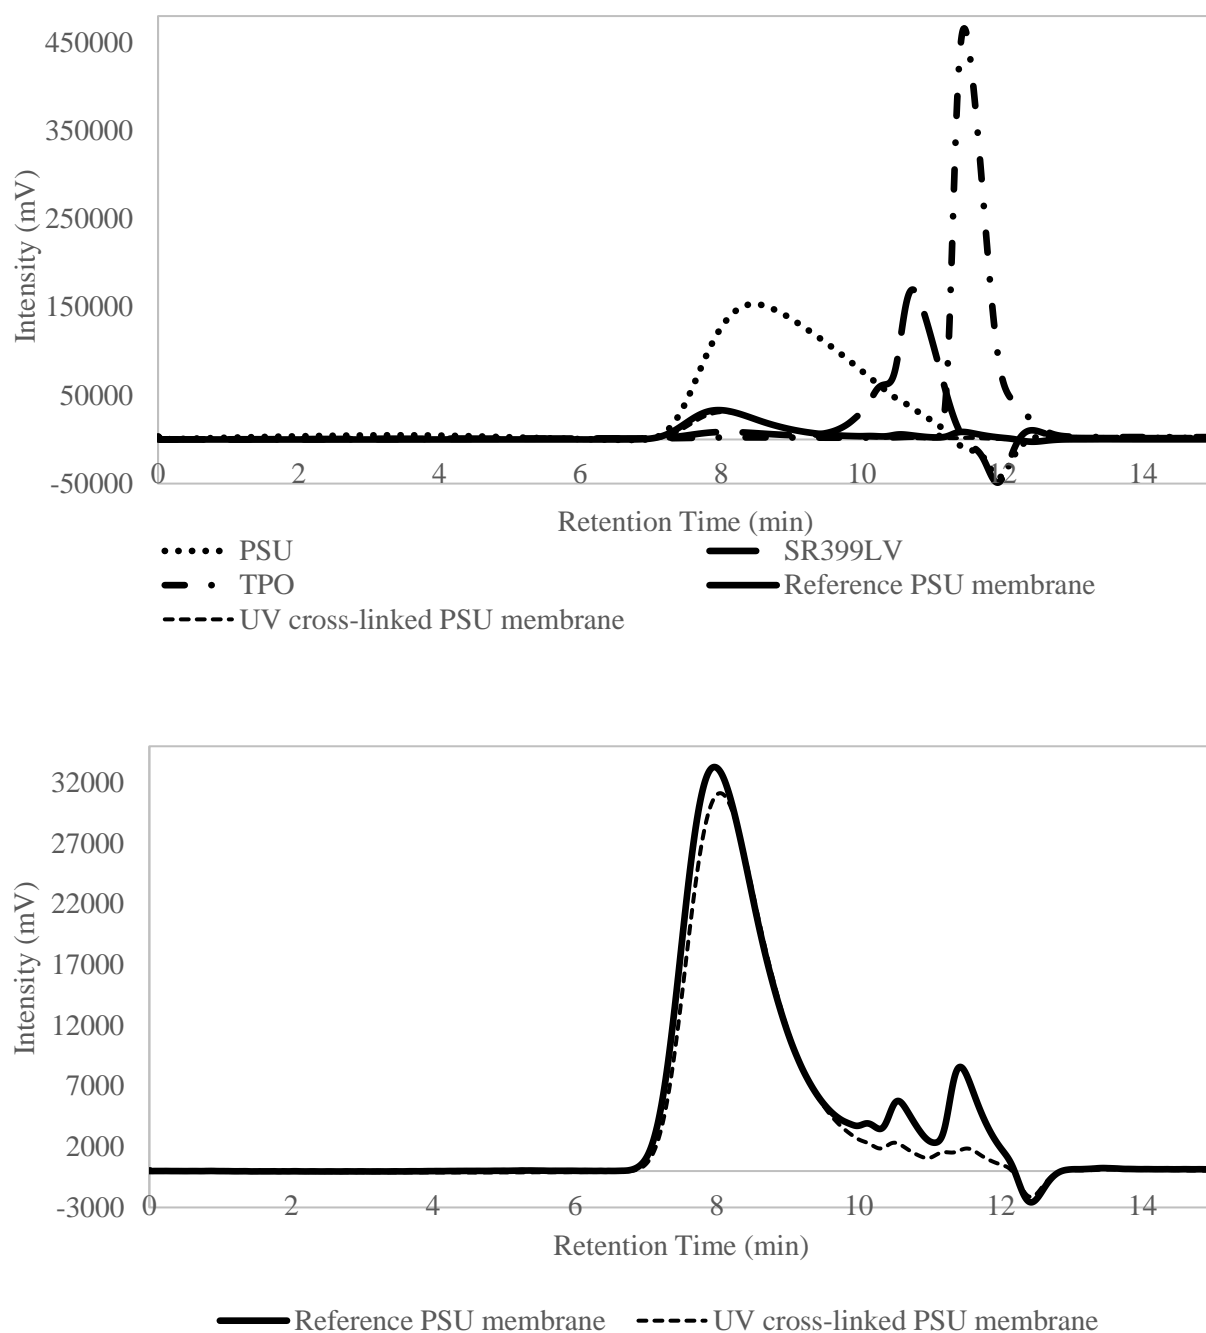 450000
350000
250000
150000
50000
-50000
Intensity (mV)
0 2 4 6 8 10 12 14
Retention Time (min)
PSU SR399LV
TPO Reference PSU membrane
UV cross-linked PSU membrane
32000
27000
22000
17000
12000
7000
2000
-3000
Intensity (mV)
0 2 4 6 8 10 12 14
Retention Time (min)
Reference PSU membrane UV cross-linked PSU membrane